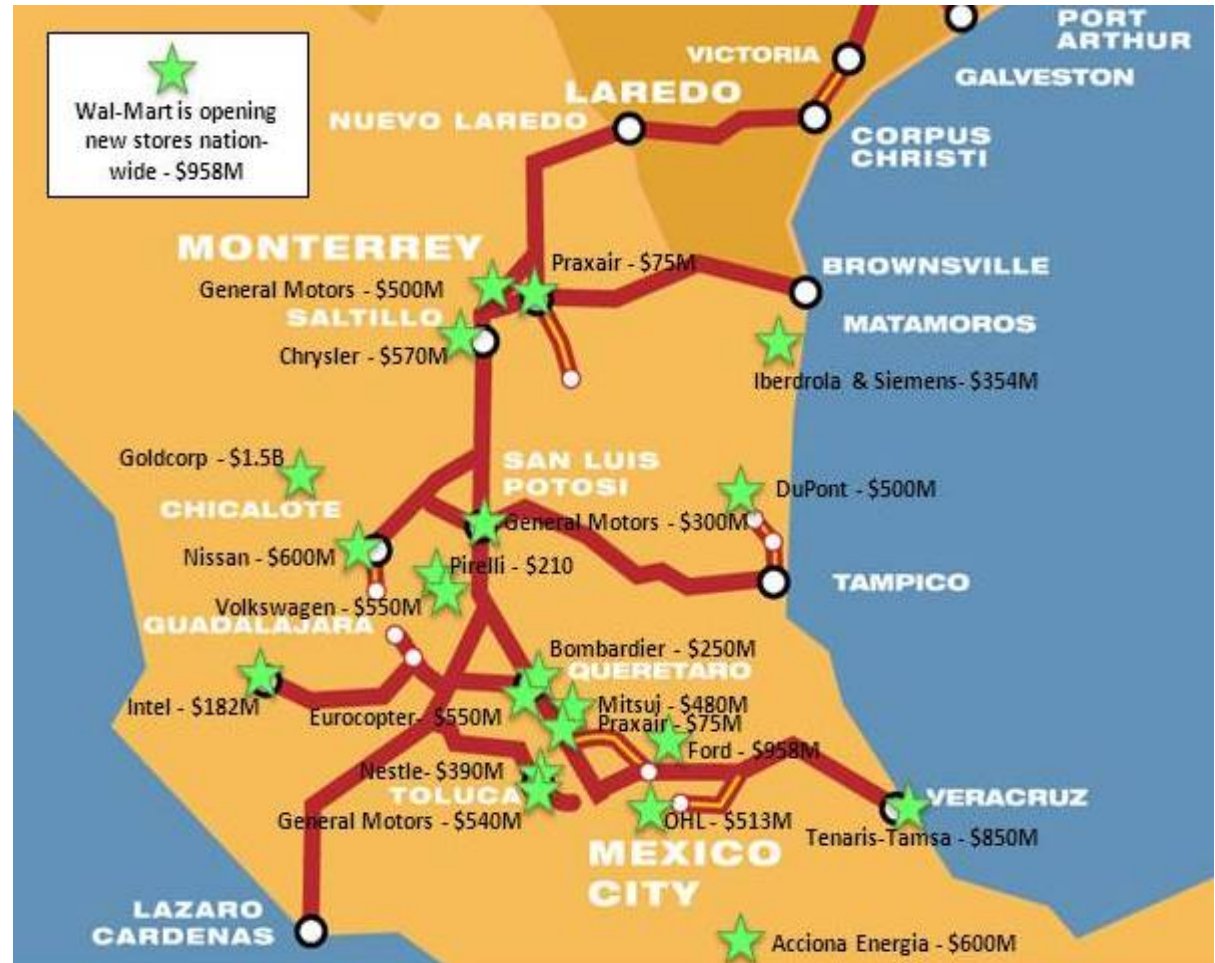 PORT
ARTHUR
VICTORIA
GALVESTON
LAREDO
NUEVO LAREDO
CORPUS
CHRISTI
Wal-Mart is opening
new stores nation-
wide - $958M
MONTERREY
Praxair - $75M
BROWNSVILLE
General Motors - $500M
SALTILLO
MATAMOROS
Chrysler - $570M
Iberdrola & Siemens- $354M
Goldcorp - $1.5B
SAN LUIS
POTOSI
DuPont - $500M
CHICALOTE
General Motors - $300M
Nissan - $600M
Pirelli - $210
TAMPICO
Volkswagen - $550M
GUADALAJARA
Bombardier - $250M
QUERETARO
Intel - $182M
Mitsuj - $480M
Eurocopter- $550M
Praxair - $75M
Ford - $958M
Nestle- $390M
TOLUCA
VERACRUZ
General Motors - $540M
OHL - $513M
Tenaris-Tamsa - $850M
MEXICO
CITY
LAZARO
CARDENAS
Acciona Energia - $600M